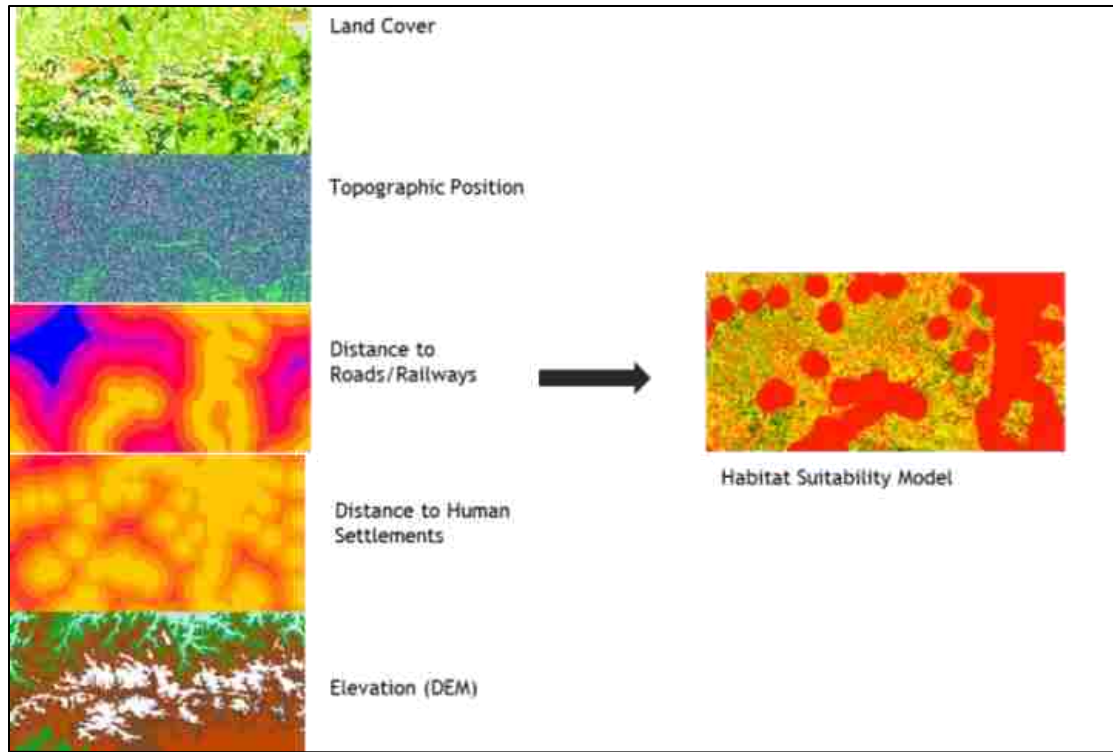 Land Cover
Topographic Position
Distance to
Roads/Railways
Habitat Suitability Model
Distance to Human
Settlements
Elevation (DEM)